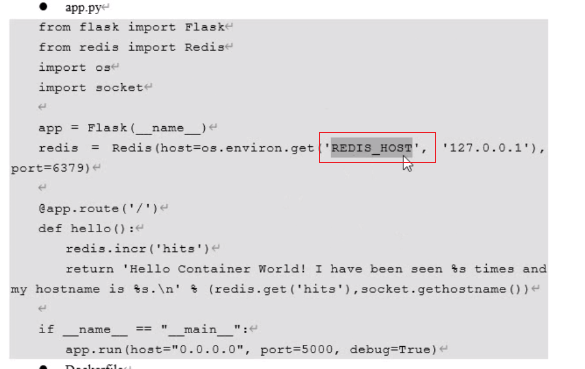 ● app.py
from flask import Flask
from redis import Redis
import os
import socket
app = Flask(__name__)
redis = Redis(host=os.environ.get('REDIS_HOST', '127.0.0.1'),
port=6379)
@app.route('/')
def hello():
redis.incr('hits')
return 'Hello Container World! I have been seen %s times and
my hostname is %s.\n' % (redis.get('hits'),socket.gethostname())
if __name__ == "__main__":
app.run(host="0.0.0.0", port=5000, debug=True)
● Dockerfile